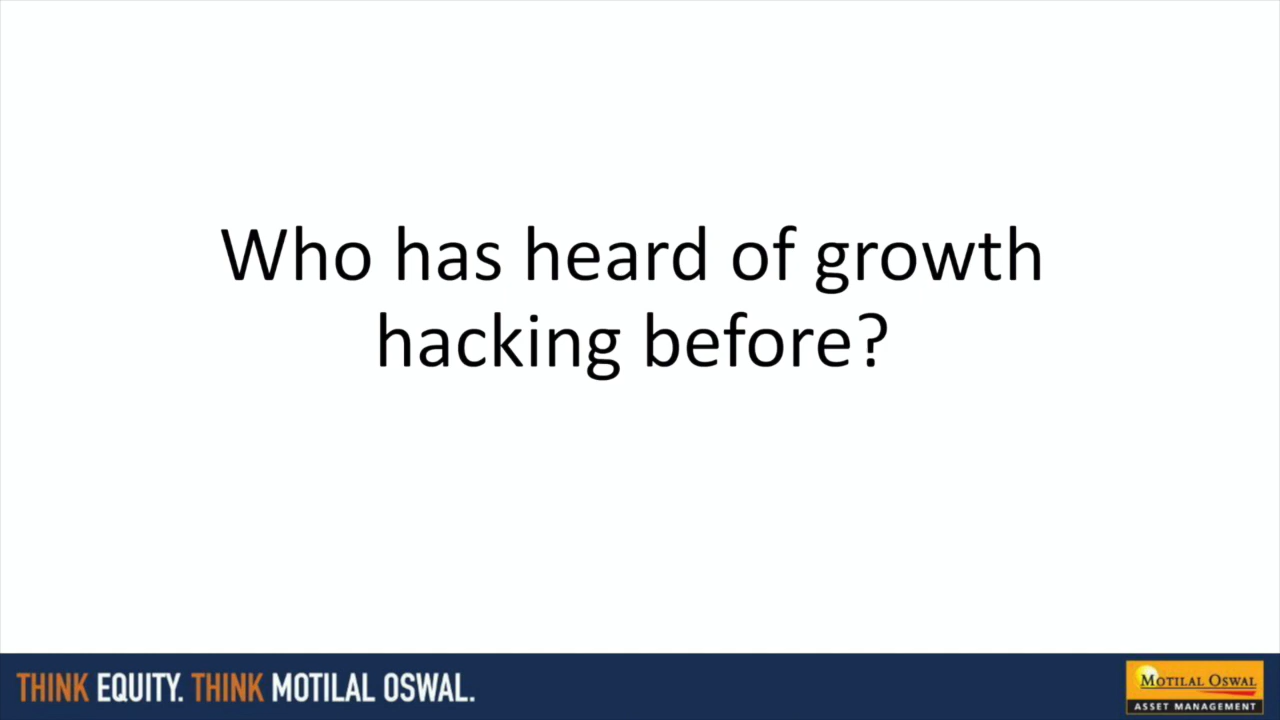 Who has heard of growth
hacking before?
THINK EQUITY. THINK MOTILAL OSWAL.
MOTILAL OSWAL
ASSET MANAGEMENT